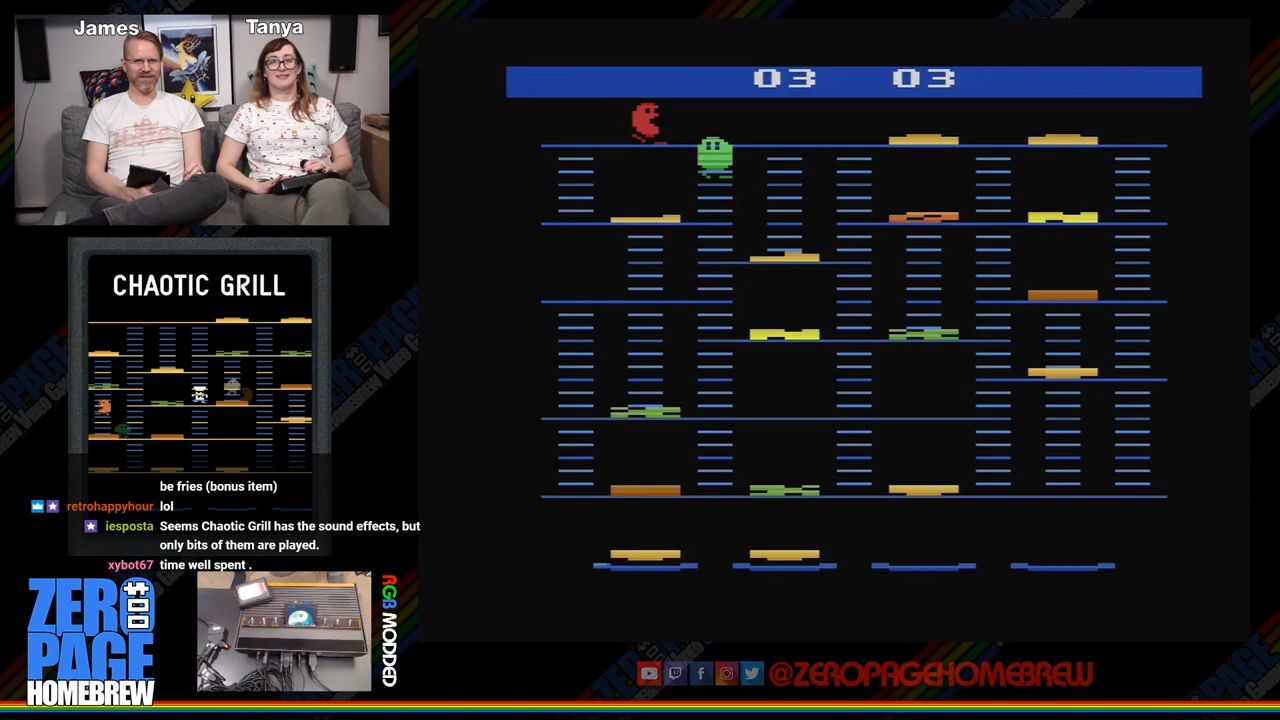 James
Tanya
03 03
CHAOTIC GRILL
be fries (bonus item)
retrohappyhour lol
iesposta Seems Chaotic Grill has the sound effects, but
only bits of them are played.
xybot67 time well spent .
ZERO
PAGE
HOMEBREW
RGB MODDED
@ZEROPAGEHOMEBREW